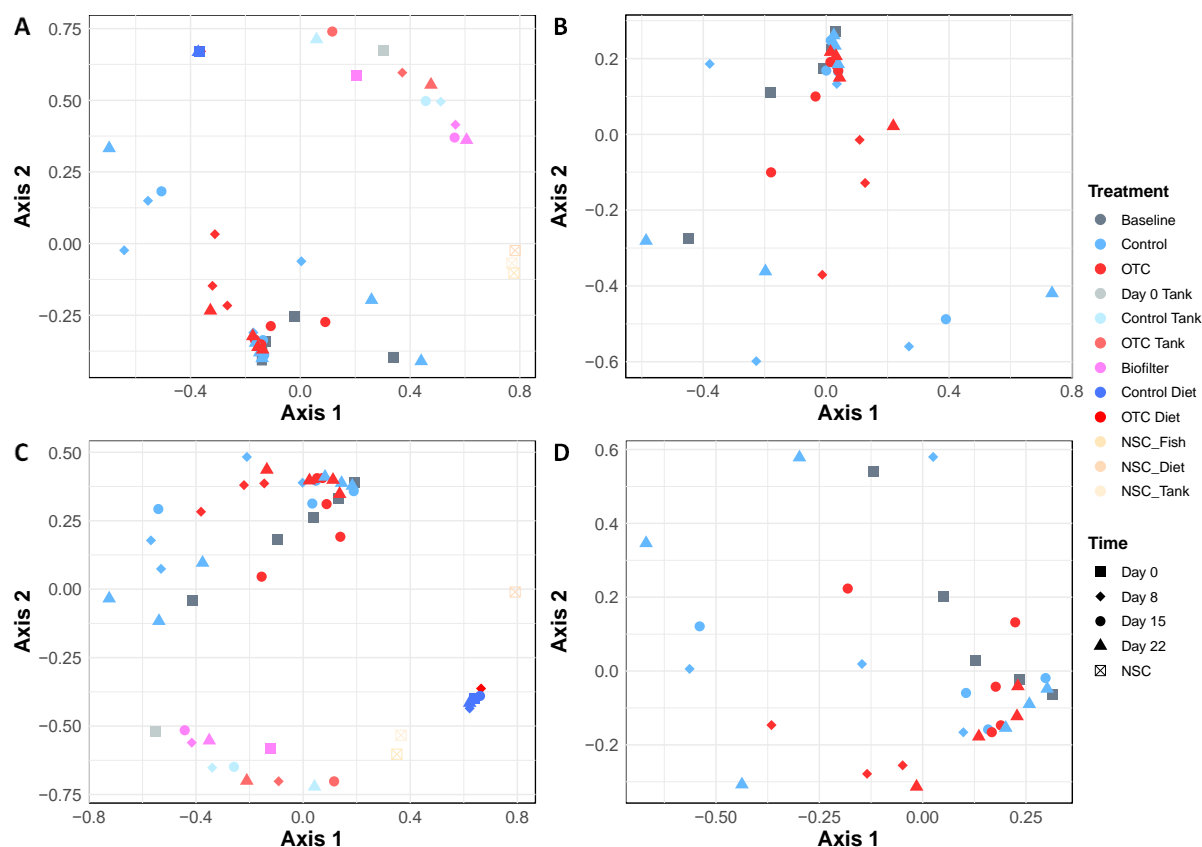 A
0.75
0.50
0.25
0.00
−0.25
Axis 2
−0.4
0.0
0.4
0.8
Axis 1
B
0.2
0.0
−0.2
−0.4
−0.6
Axis 2
−0.4
0.0
0.4
0.8
Axis 1
C
0.50
0.25
0.00
−0.25
−0.50
−0.75
Axis 2
−0.8
−0.4
0.0
0.4
0.8
Axis 1
D
0.6
0.4
0.2
0.0
−0.2
Axis 2
−0.50
−0.25
0.00
0.25
Axis 1
Treatment
Baseline
Control
OTC
Day 0 Tank
Control Tank
OTC Tank
Biofilter
Control Diet
OTC Diet
NSC_Fish
NSC_Diet
NSC_Tank
Time
Day 0
Day 8
Day 15
Day 22
NSC